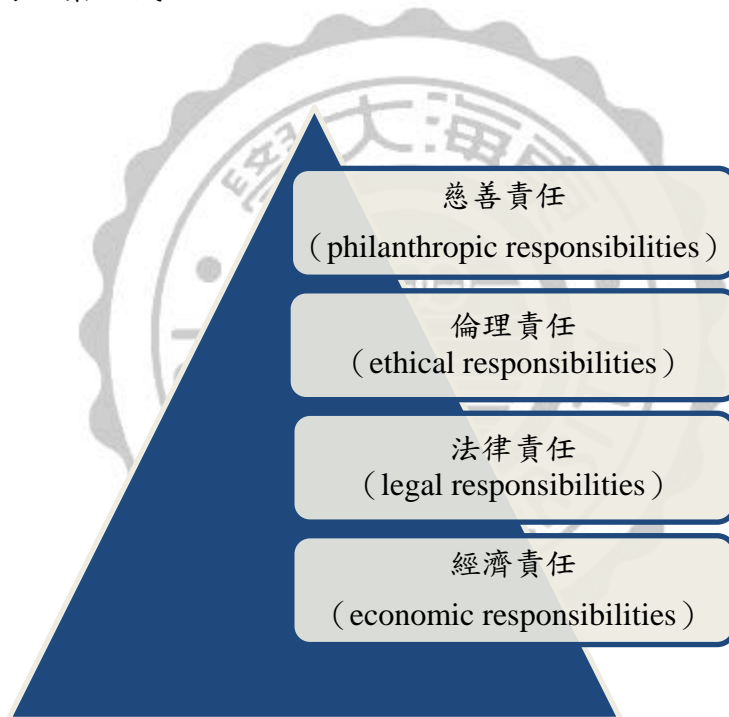 慈善責任
（philanthropic responsibilities）
倫理責任
（ethical responsibilities）
法律責任
（legal responsibilities）
經濟責任
（economic responsibilities）